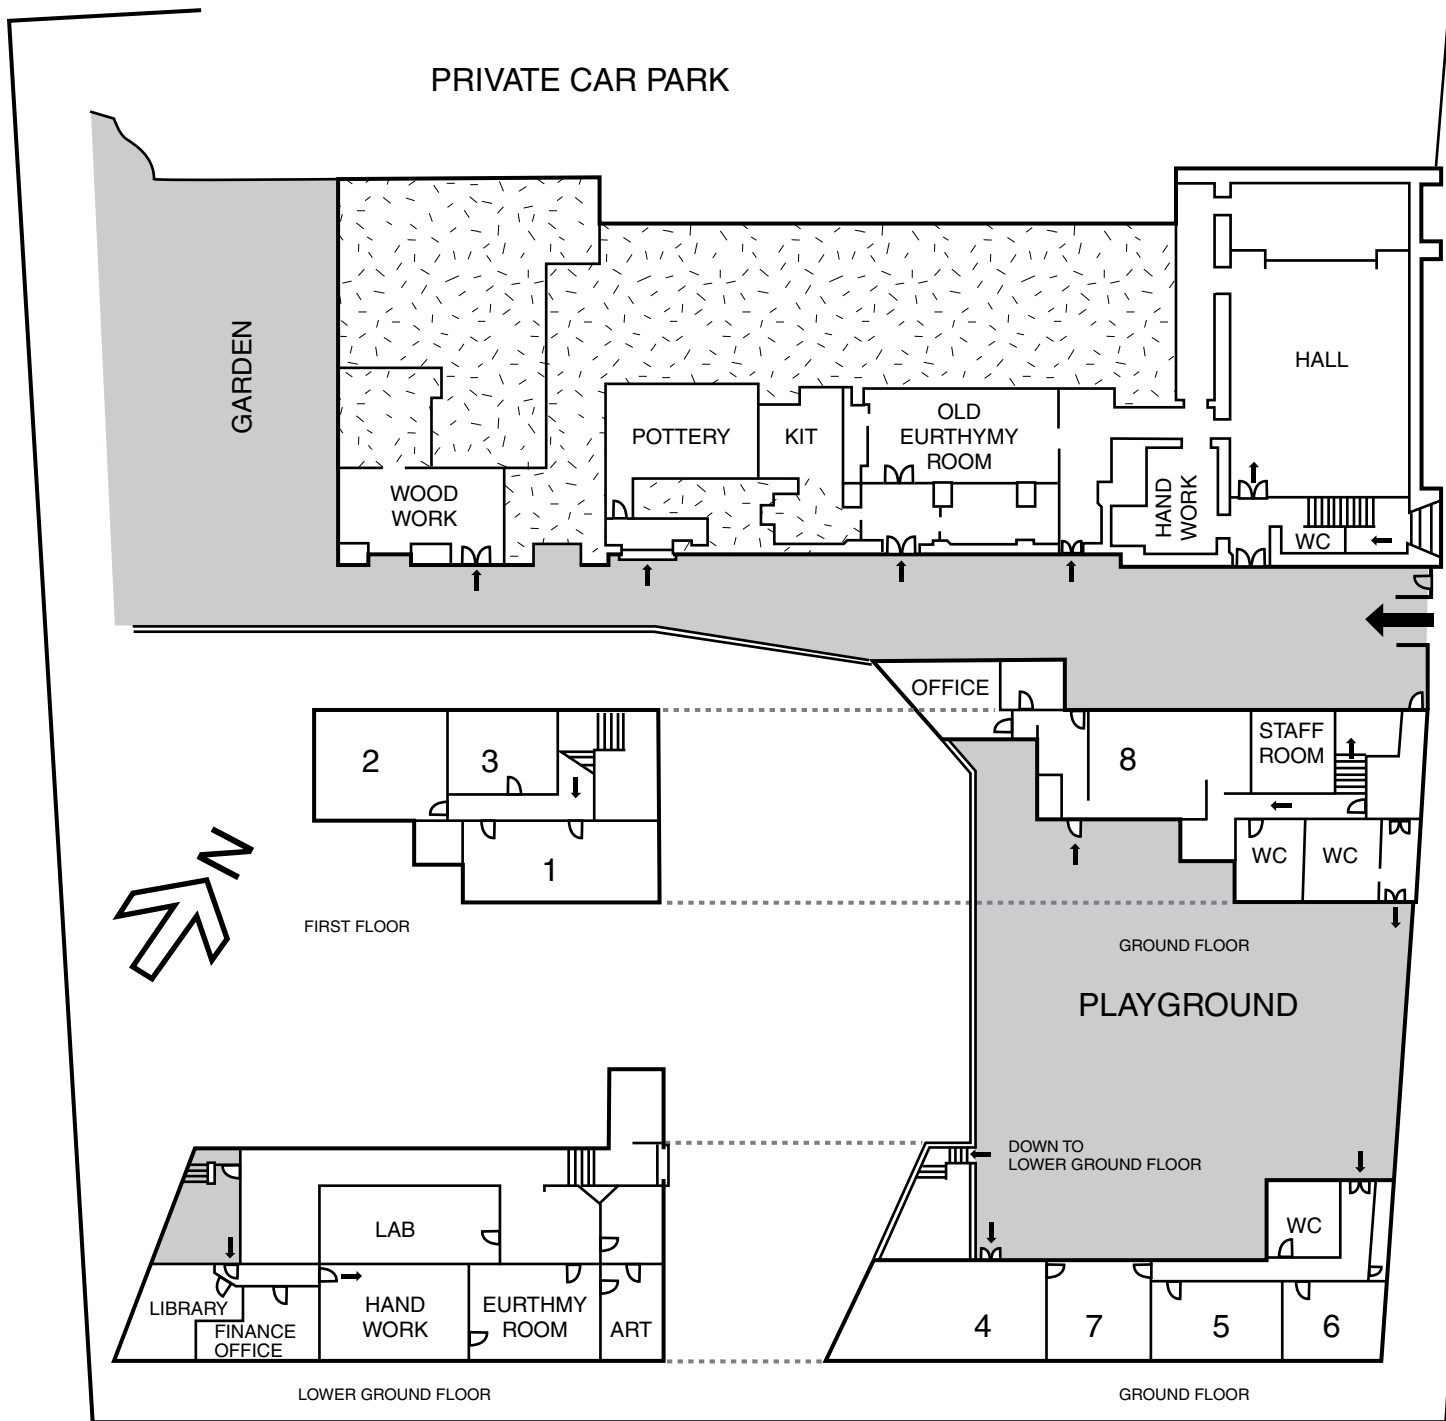 PRIVATE CAR PARK
GARDEN
HALL
POTTERY
KIT
OLD
EURTHYMY
ROOM
WOOD
WORK
HAND
WORK
WC
OFFICE
STAFF
ROOM
8
2
3
1
WC
WC
N
FIRST FLOOR
GROUND FLOOR
PLAYGROUND
DOWN TO
LOWER GROUND FLOOR
LAB
WC
LIBRARY
FINANCE
OFFICE
HAND
WORK
EURTHMY
ROOM
ART
4
7
5
6
LOWER GROUND FLOOR
GROUND FLOOR